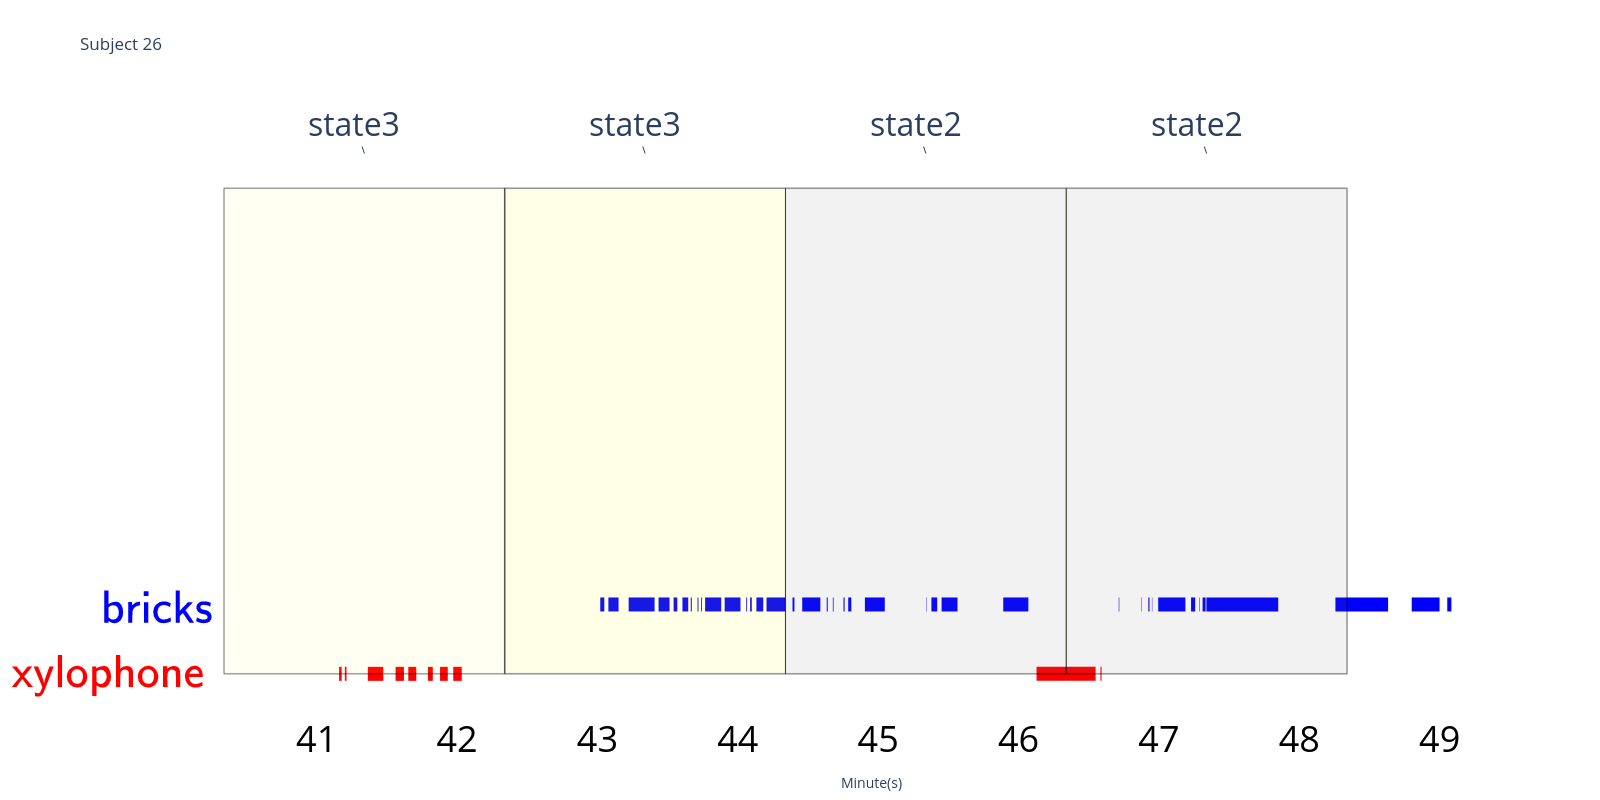 Subject 26
state3 state3 state2 state2
bricks
xylophone
41 42 43 44 45 46 47 48 49
Minute(s)